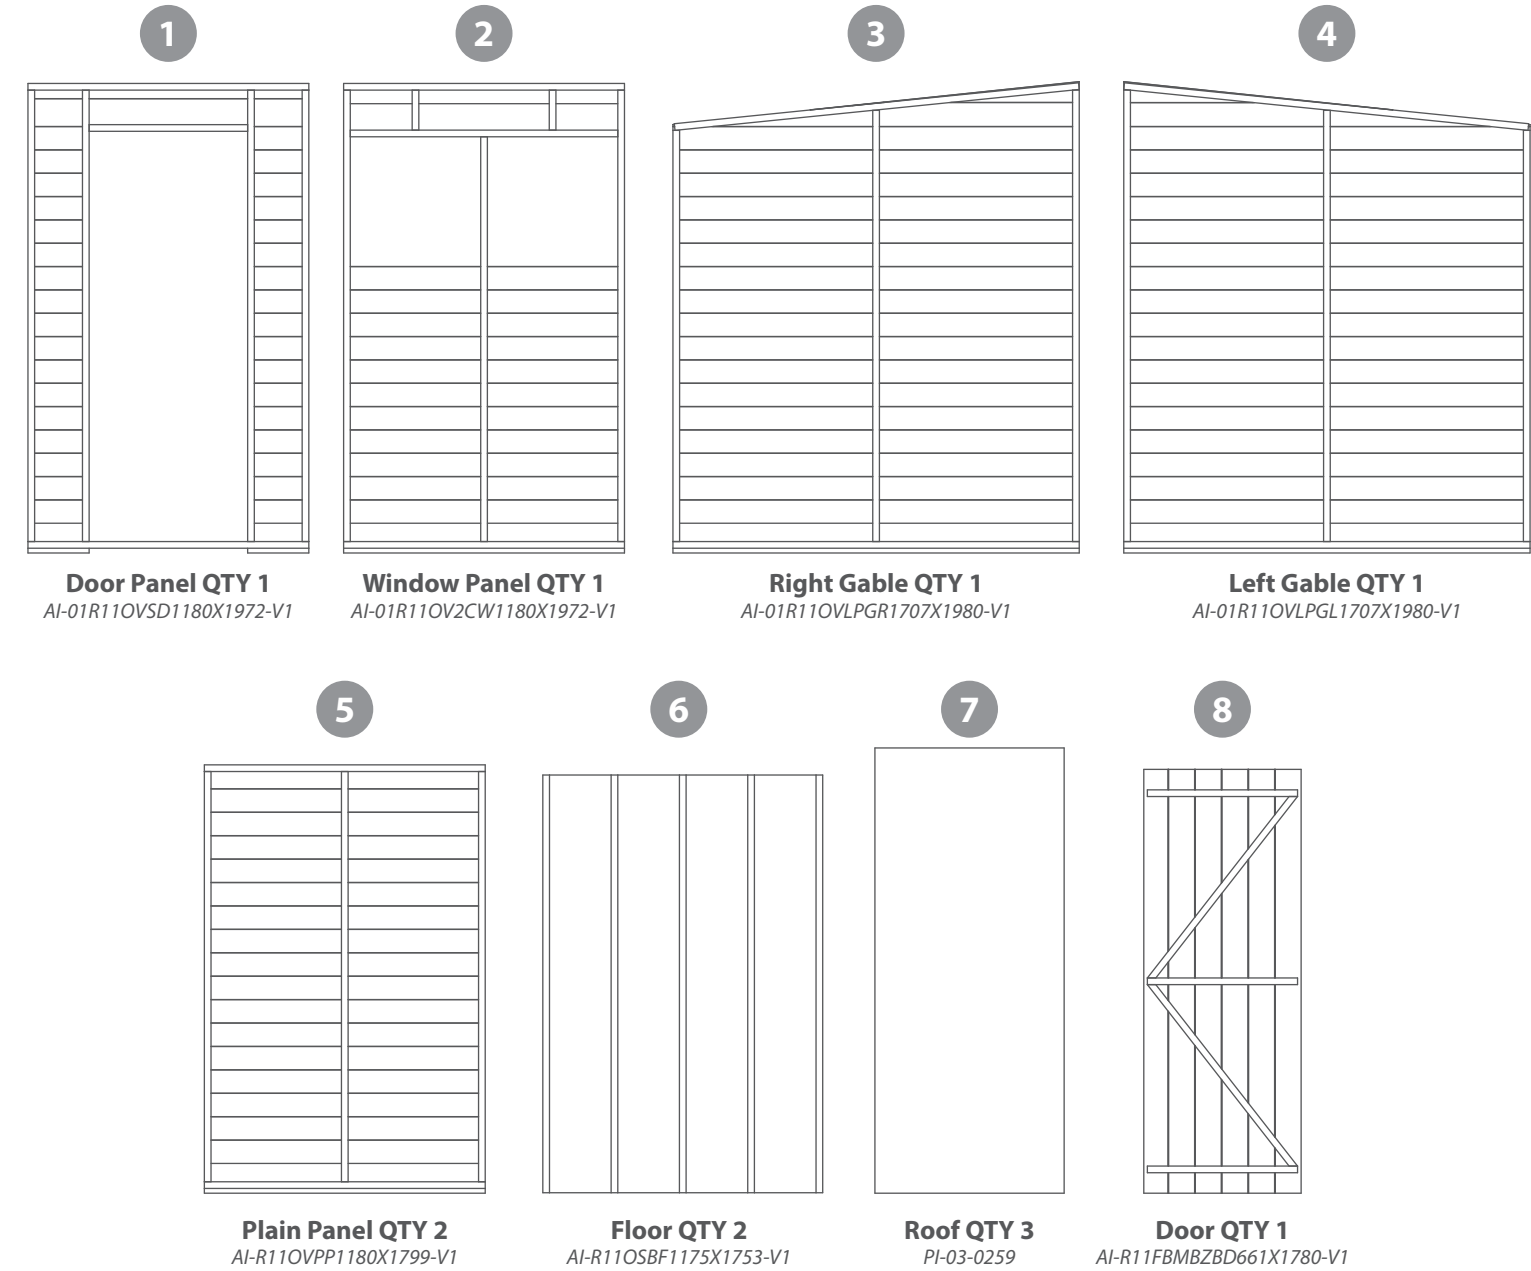 1
2
3
4
Door Panel QTY 1
AI-01R11OVSD1180X1972-V1
Window Panel QTY 1
AI-01R11OV2CW1180X1972-V1
Right Gable QTY 1
AI-01R11OVLPGR1707X1980-V1
Left Gable QTY 1
AI-01R11OVLPGL1707X1980-V1
5
6
7
8
Plain Panel QTY 2
AI-R11OVPP1180X1799-V1
Floor QTY 2
AI-R11OSBF1175X1753-V1
Roof QTY 3
PI-03-0259
Door QTY 1
AI-R11FBMBZBD661X1780-V1